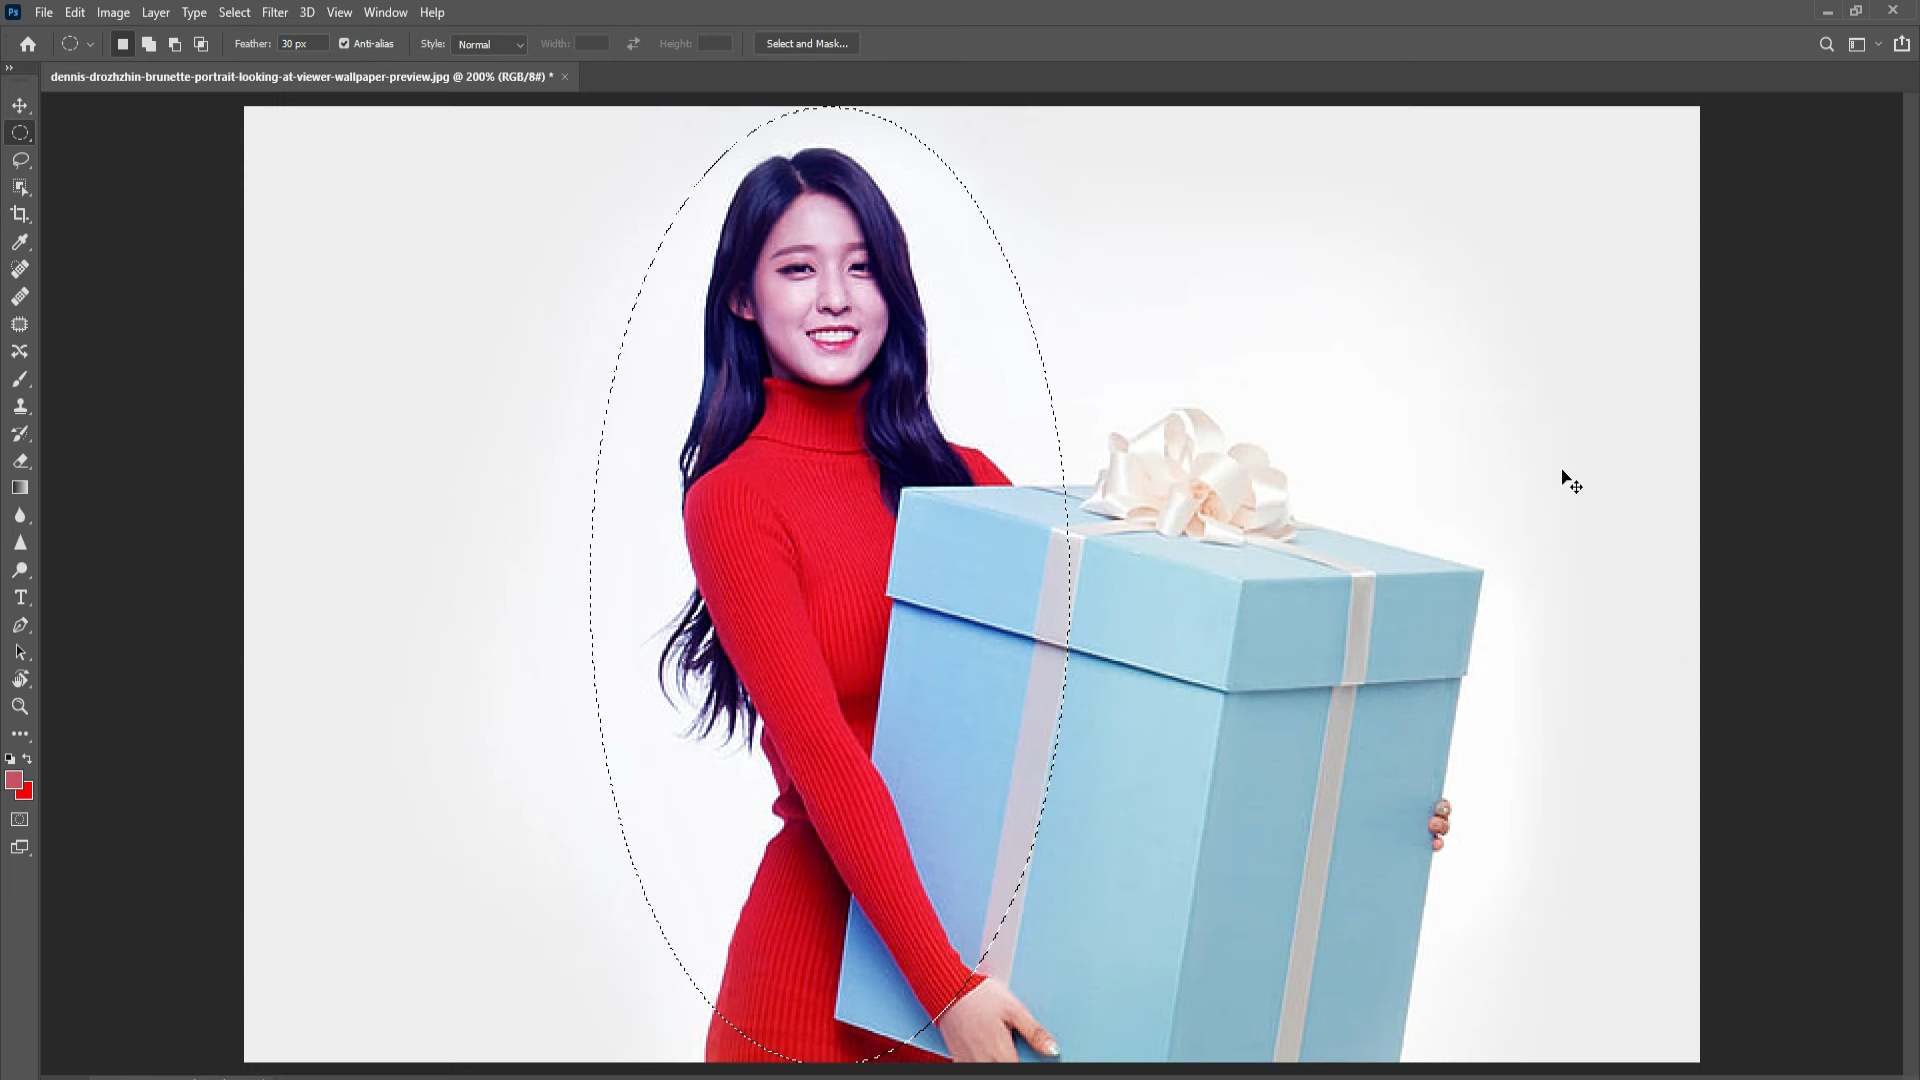 Ps File Edit Image Layer Type Select Filter 3D View Window Help
Feather: 30 px Anti-alias Style: Normal Width: Height: Select and Mask...
dennis-drozhzhin-brunette-portrait-looking-at-viewer-wallpaper-preview.jpg @ 200% (RGB/8#) *